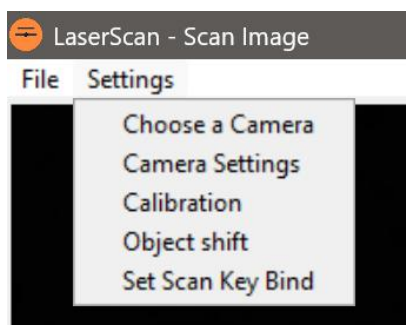 LaserScan - Scan Image
File Settings
Choose a Camera
Camera Settings
Calibration
Object shift
Set Scan Key Bind